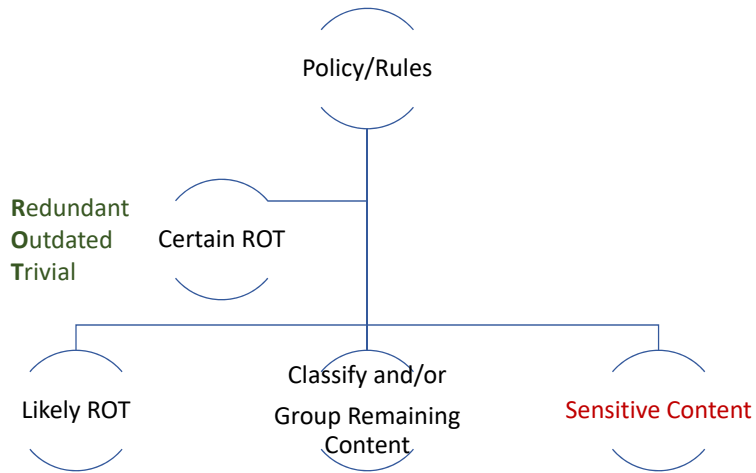 Policy/Rules
Redundant
Outdated
Trivial
Certain ROT
Likely ROT
Classify and/or
Group Remaining
Content
Sensitive Content